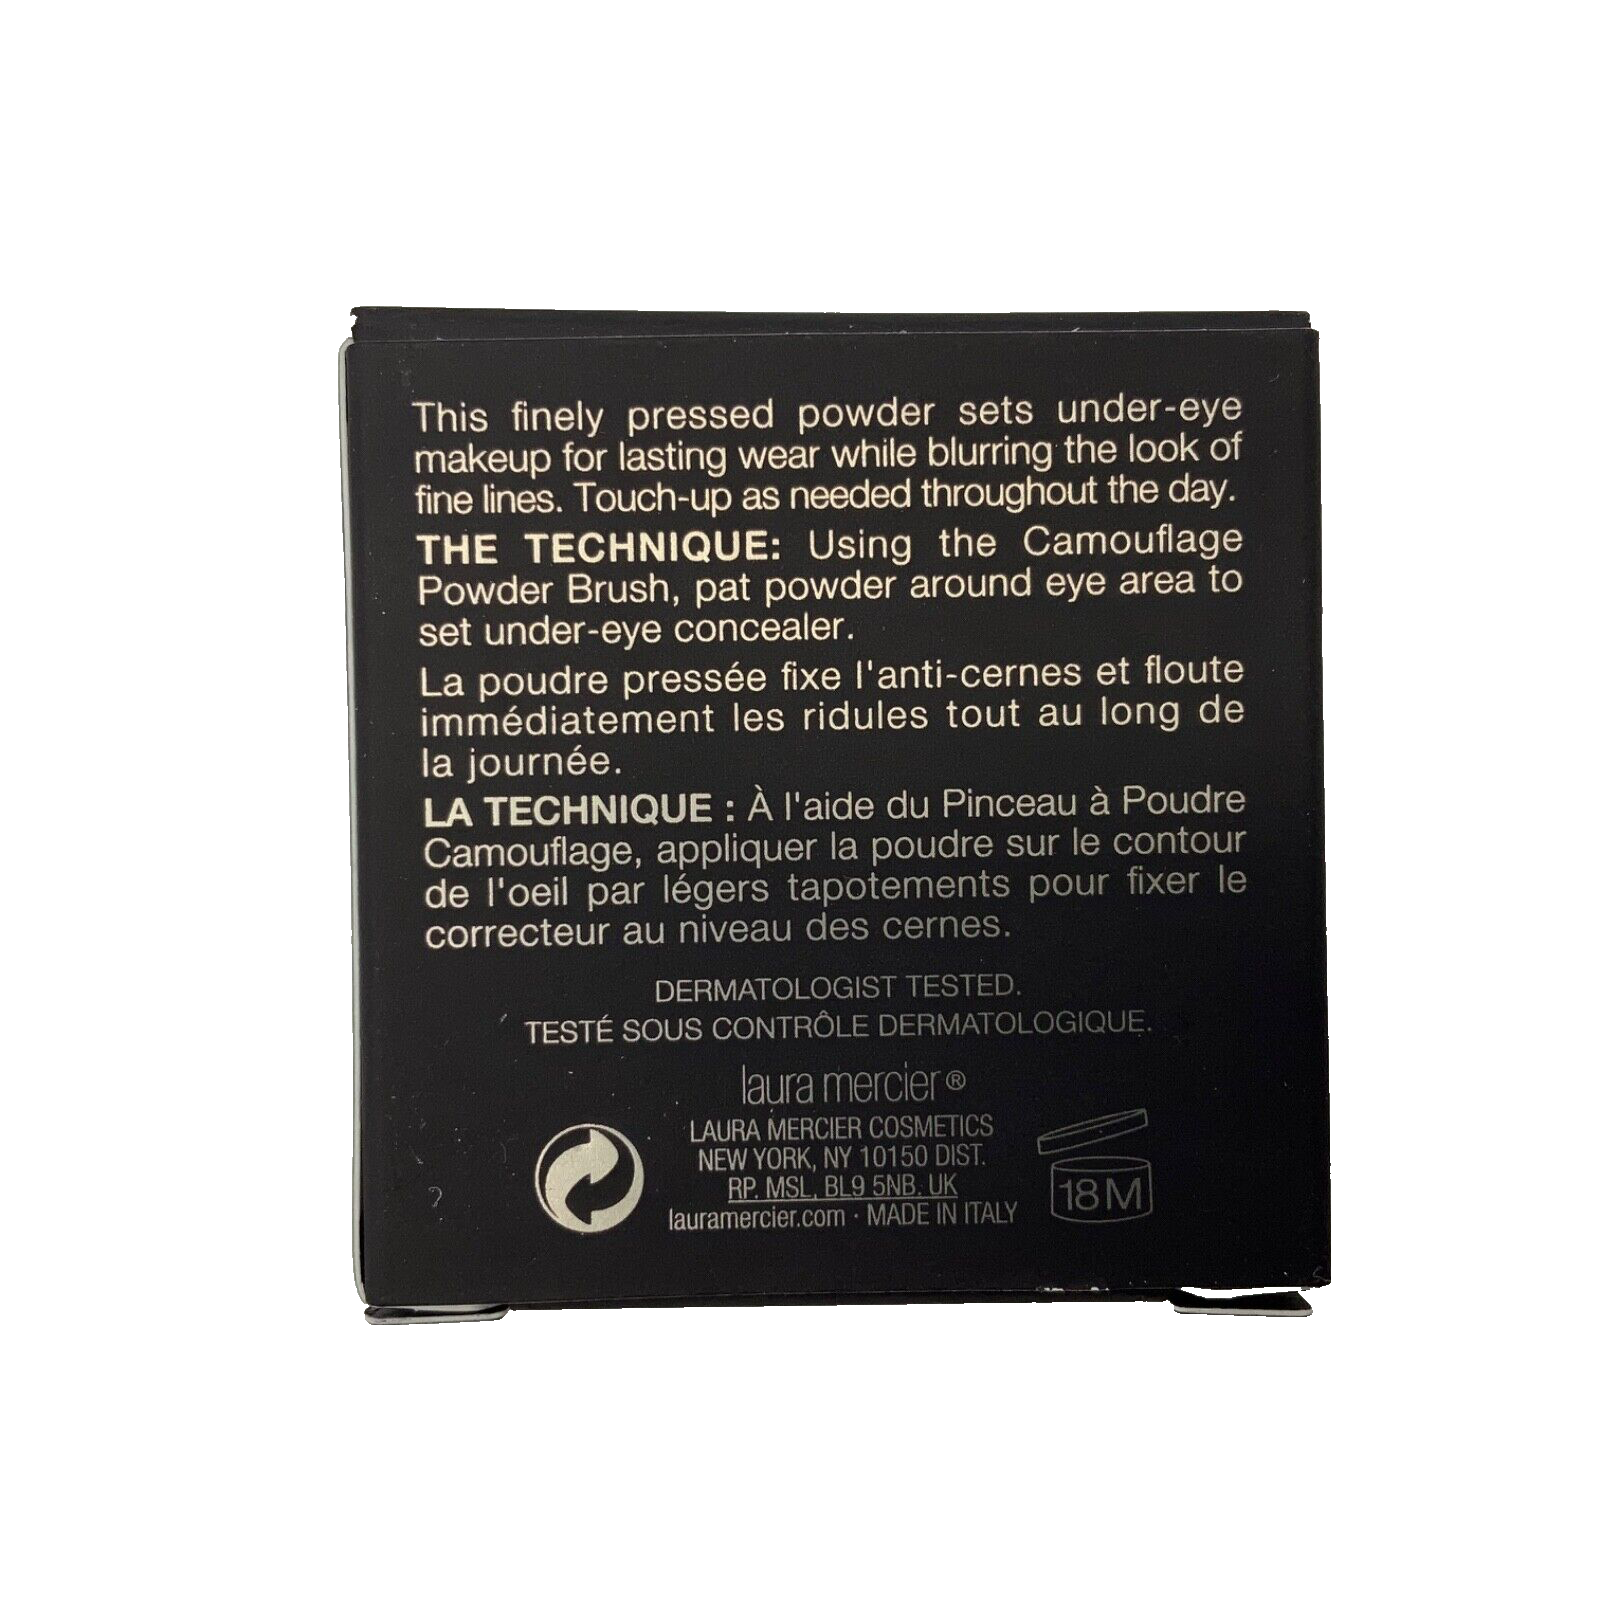 This finely pressed powder sets under-eye
makeup for lasting wear while blurring the look of
fine lines. Touch-up as needed throughout the day.
THE TECHNIQUE: Using the Camouflage
Powder Brush, pat powder around eye area to
set under-eye concealer.
La poudre pressée fixe l'anti-cernes et floute
immédiatement les ridules tout au long de
la journée.
LA TECHNIQUE : À l'aide du Pinceau à Poudre
Camouflage, appliquer la poudre sur le contour
de l'oeil par légers tapotements pour fixer le
correcteur au niveau des cernes.
DERMATOLOGIST TESTED.
TESTÉ SOUS CONTRÔLE DERMATOLOGIQUE.
laura mercier®
LAURA MERCIER COSMETICS
NEW YORK, NY 10150 DIST.
RP. MSL, BL9 5NB. UK
lauramercier.com · MADE IN ITALY
18M